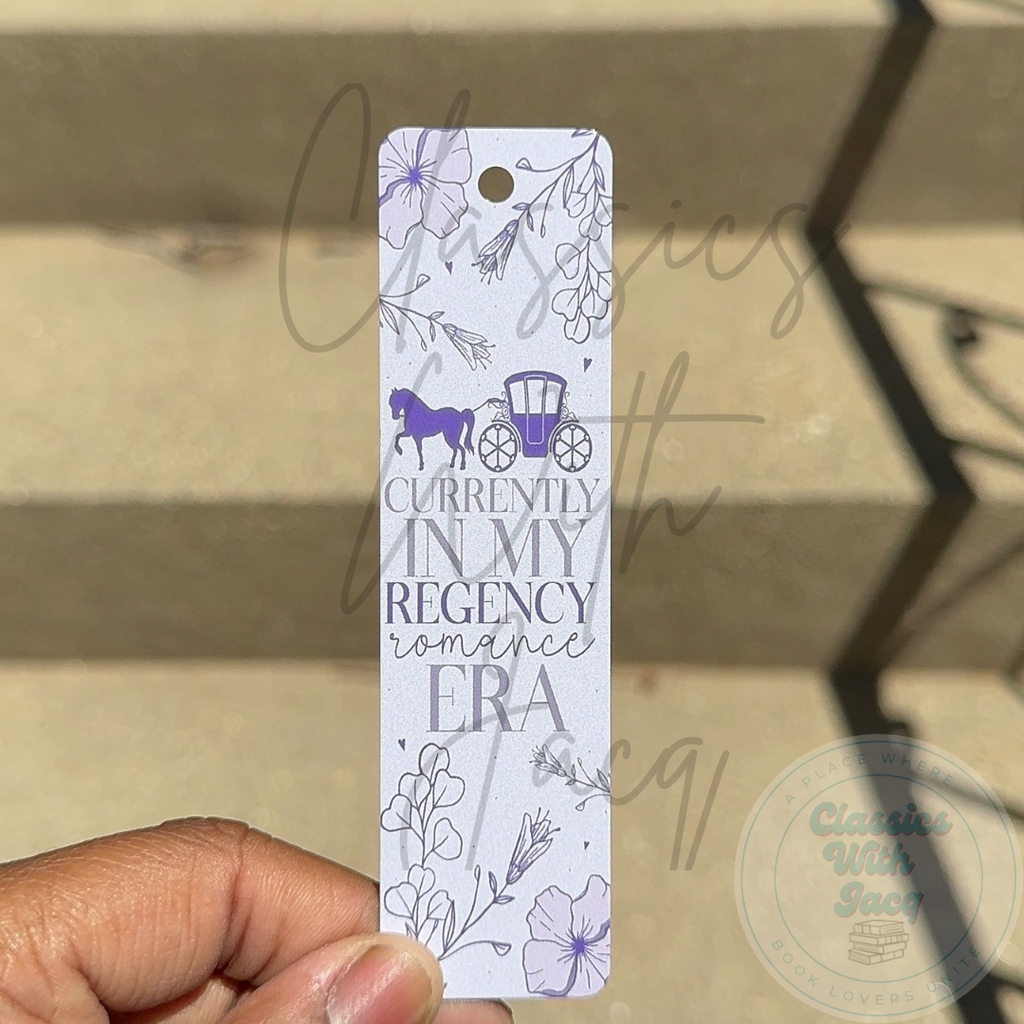 Classics
With
Jacq
CURRENTLY
IN MY
REGENCY
romance
ERA
A PLACE WHERE
Classics
With
Jacq
BOOK LOVERS UNITE